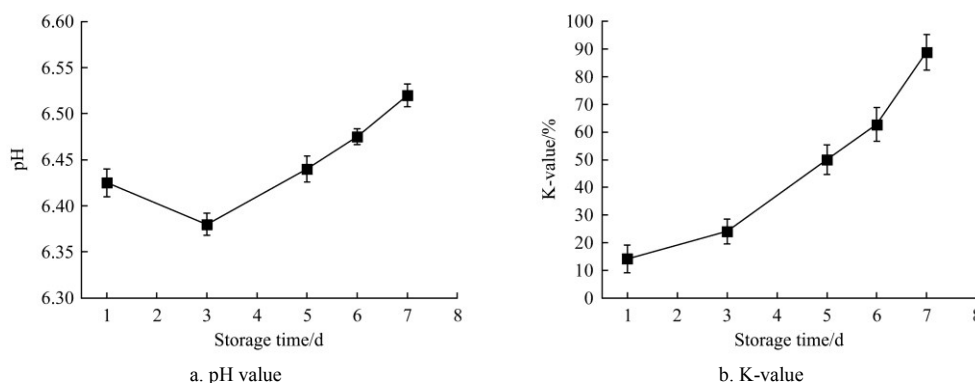 6.60
6.55
6.50
6.45
6.40
6.35
6.30
pH
1 2 3 4 5 6 7 8
Storage time/d
a. pH value
100
90
80
70
60
50
40
30
20
10
0
K-value/%
1 2 3 4 5 6 7 8
Storage time/d
b. K-value